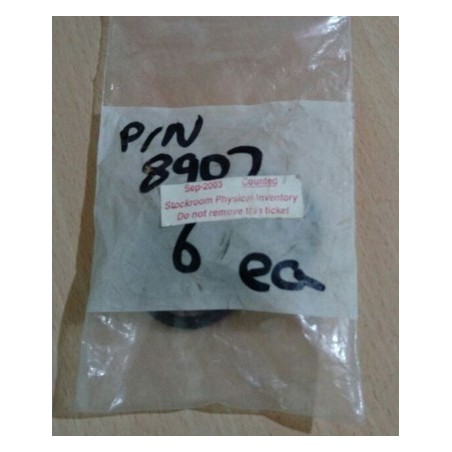 P/N
8907
Sep-2003 Counted
Stockroom Physical Inventory
Do not remove this ticket
6 ea